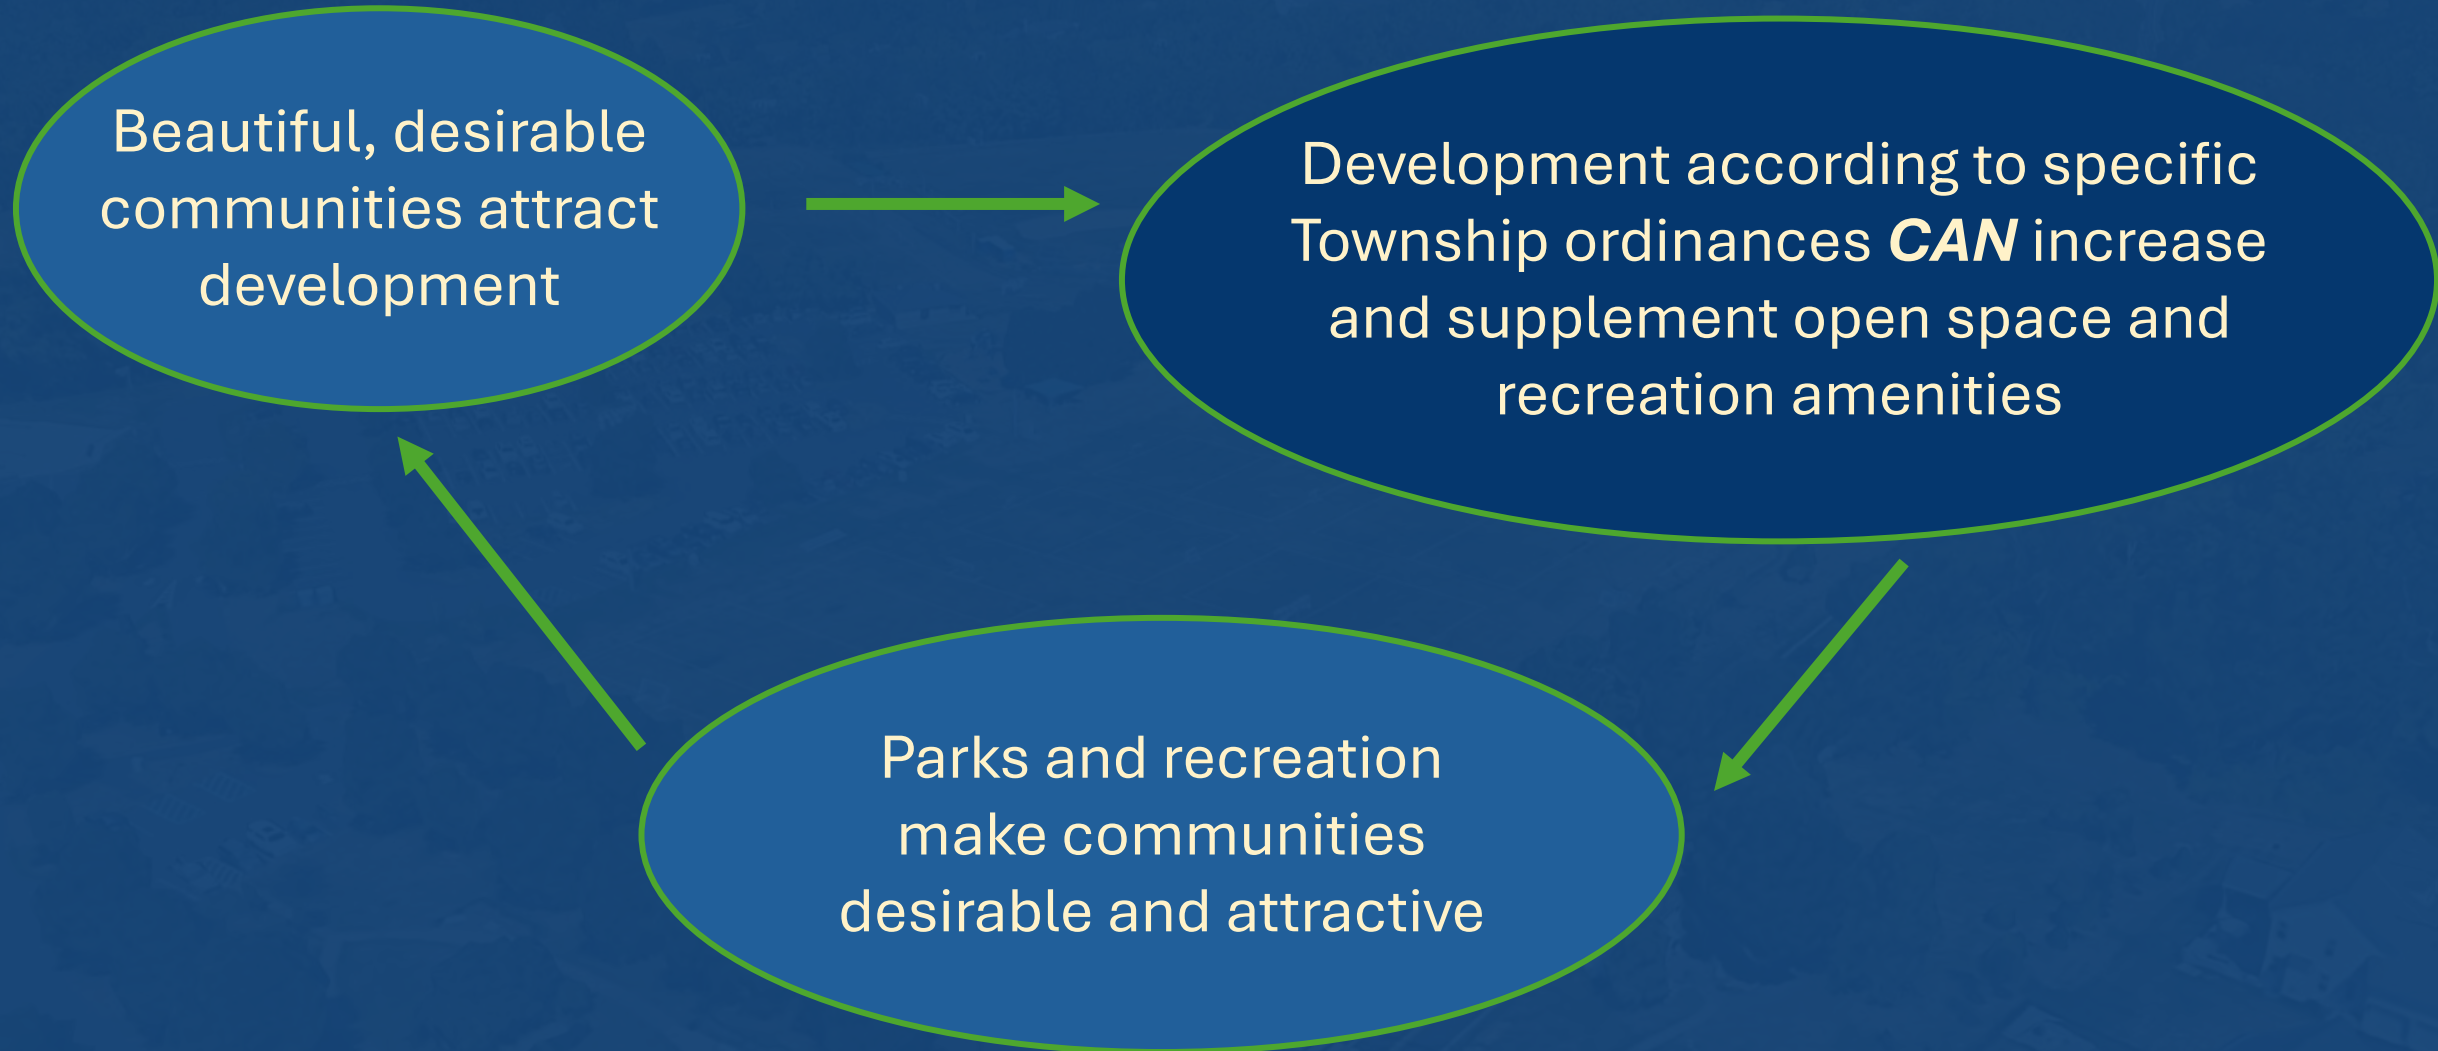 Beautiful, desirable
communities attract
development
Development according to specific
Township ordinances CAN increase
and supplement open space and
recreation amenities
Parks and recreation
make communities
desirable and attractive